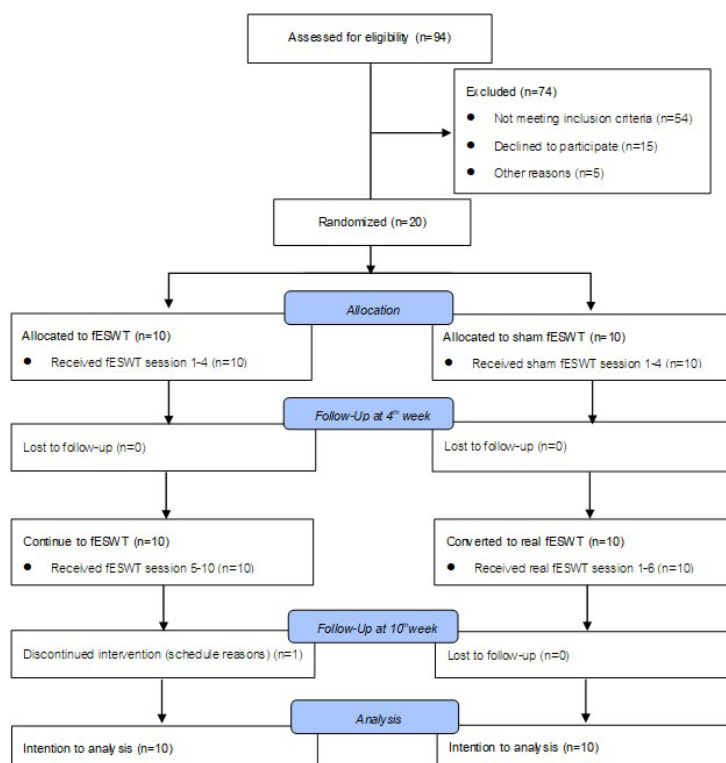 Assessed for eligibility (n=94)
Excluded (n=74)
● Not meeting inclusion criteria (n=54)
● Declined to participate (n=15)
● Other reasons (n=5)
Randomized (n=20)
Allocation
Allocated to fESWT (n=10)
● Received fESWT session 1-4 (n=10)
Allocated to sham fESWT (n=10)
● Received sham fESWT session 1-4 (n=10)
Follow-Up at 4th week
Lost to follow-up (n=0)
Lost to follow-up (n=0)
Continue to fESWT (n=10)
● Received fESWT session 5-10 (n=10)
Converted to real fESWT (n=10)
● Received real fESWT session 1-6 (n=10)
Follow-Up at 10th week
Discontinued intervention (schedule reasons) (n=1)
Lost to follow-up (n=0)
Analysis
Intention to analysis (n=10)
Intention to analysis (n=10)